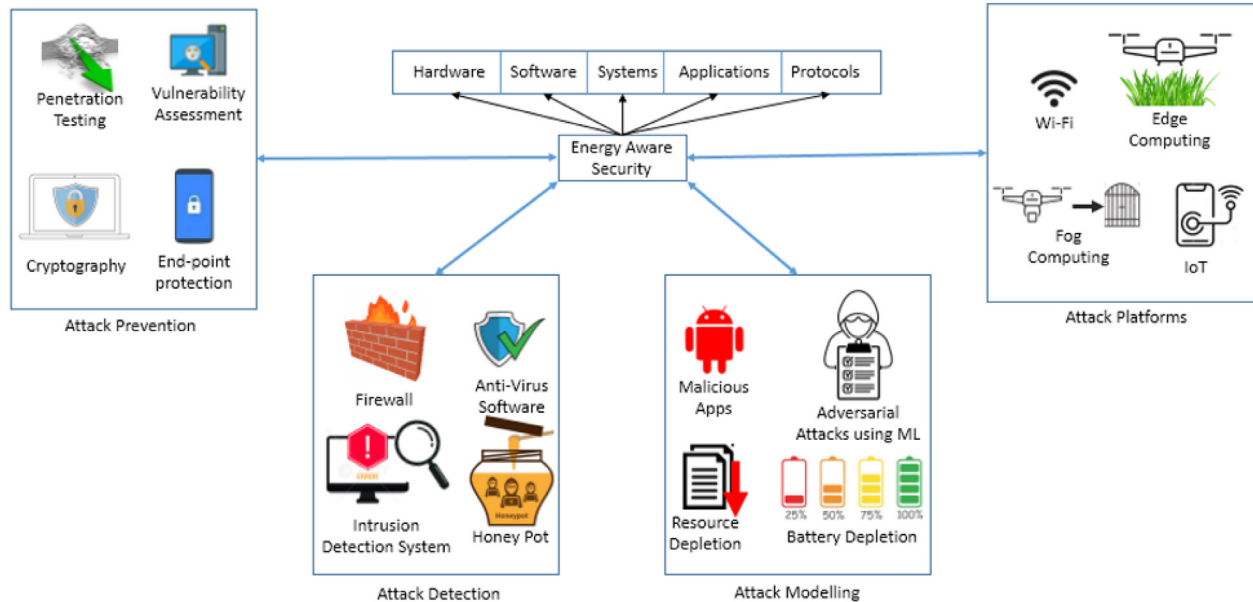 Penetration
Testing
Vulnerability
Assessment
Cryptography
End-point
protection
Attack Prevention
Hardware
Software
Systems
Applications
Protocols
Energy Aware
Security
Wi-Fi
Edge
Computing
Fog
Computing
IoT
Attack Platforms
Firewall
Anti-Virus
Software
ERROR
Intrusion
Detection System
Honeypot
Honey Pot
Attack Detection
Malicious
Apps
Adversarial
Attacks using ML
Resource
Depletion
25% 50% 75% 100%
Battery Depletion
Attack Modelling